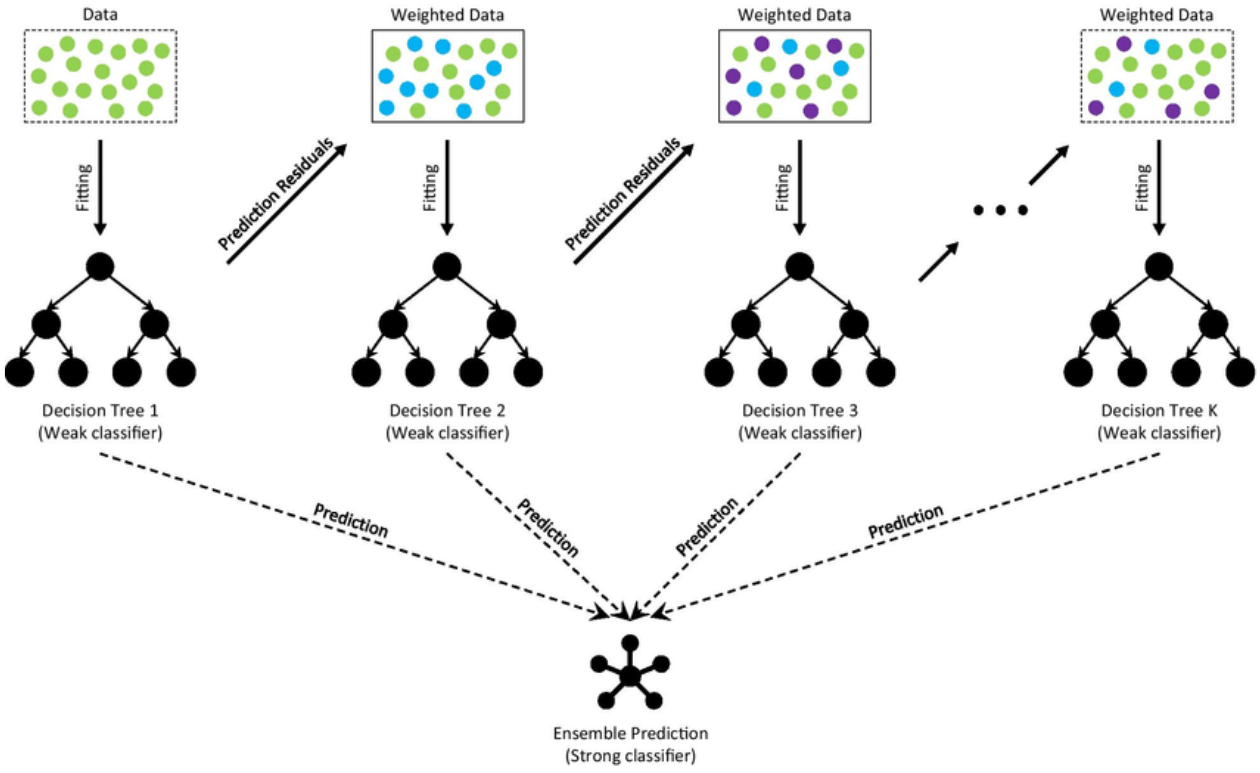 Data
Weighted Data
Weighted Data
Weighted Data
Fitting
Prediction Residuals
Fitting
Prediction Residuals
Fitting
Fitting
Decision Tree 1
(Weak classifier)
Decision Tree 2
(Weak classifier)
Decision Tree 3
(Weak classifier)
Decision Tree K
(Weak classifier)
Prediction
Prediction
Prediction
Prediction
Ensemble Prediction
(Strong classifier)